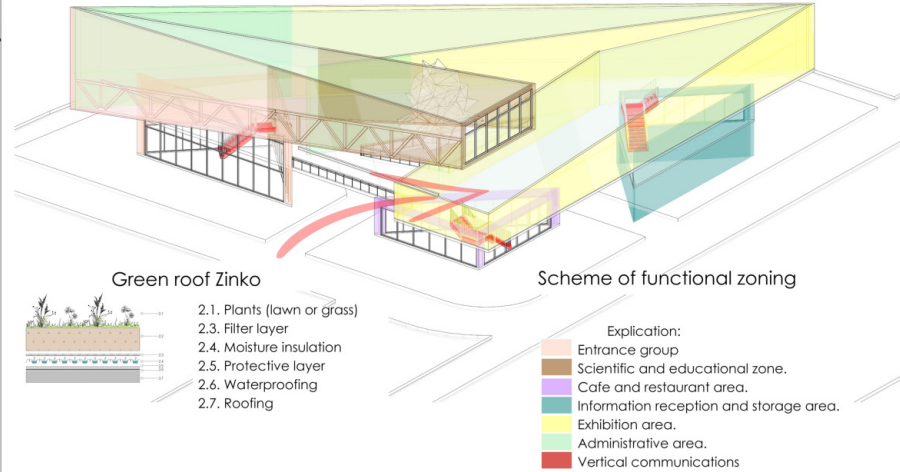 Green roof Zinko
2.1. Plants (lawn or grass)
2.3. Filter layer
2.4. Moisture insulation
2.5. Protective layer
2.6. Waterproofing
2.7. Roofing
Scheme of functional zoning
Explication:
Entrance group
Scientific and educational zone.
Cafe and restaurant area.
Information reception and storage area.
Exhibition area.
Administrative area.
Vertical communications